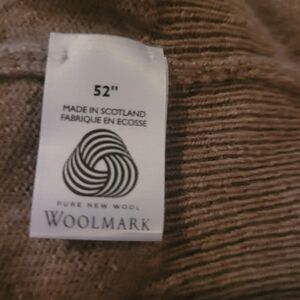 52"
MADE IN SCOTLAND
FABRIQUE EN ECOSSE
PURE NEW WOOL
WOOLMARK